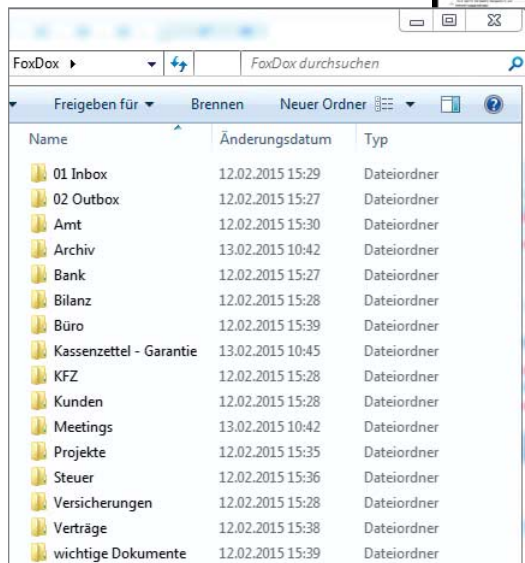 FoxDox FoxDox durchsuchen
Freigeben für Brennen Neuer Ordner
Name Änderungsdatum Typ
01 Inbox 12.02.2015 15:29 Dateiordner
02 Outbox 12.02.2015 15:27 Dateiordner
Amt 12.02.2015 15:30 Dateiordner
Archiv 13.02.2015 10:42 Dateiordner
Bank 12.02.2015 15:27 Dateiordner
Bilanz 12.02.2015 15:28 Dateiordner
Büro 12.02.2015 15:39 Dateiordner
Kassenzettel - Garantie 13.02.2015 10:45 Dateiordner
KFZ 12.02.2015 15:28 Dateiordner
Kunden 12.02.2015 15:28 Dateiordner
Meetings 13.02.2015 10:42 Dateiordner
Projekte 12.02.2015 15:35 Dateiordner
Steuer 12.02.2015 15:36 Dateiordner
Versicherungen 12.02.2015 15:28 Dateiordner
Verträge 12.02.2015 15:38 Dateiordner
wichtige Dokumente 12.02.2015 15:39 Dateiordner